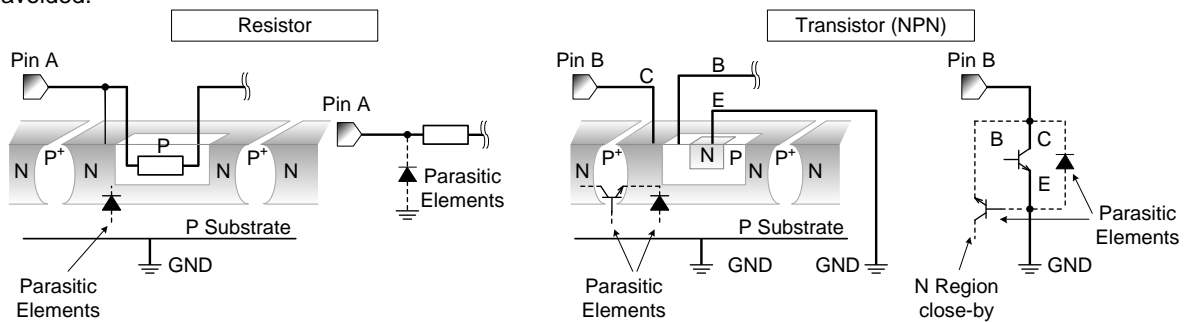 avoided.
Resistor
Transistor (NPN)
Pin A
Pin A
P
N
P+
N
N
P+
N
Parasitic
Elements
P Substrate
GND
Parasitic
Elements
Pin B
C
B
E
N
P+
N
N
P
N
P+
N
P Substrate
GND
GND
Parasitic
Elements
Pin B
B
C
E
Parasitic
Elements
GND
N Region
close-by